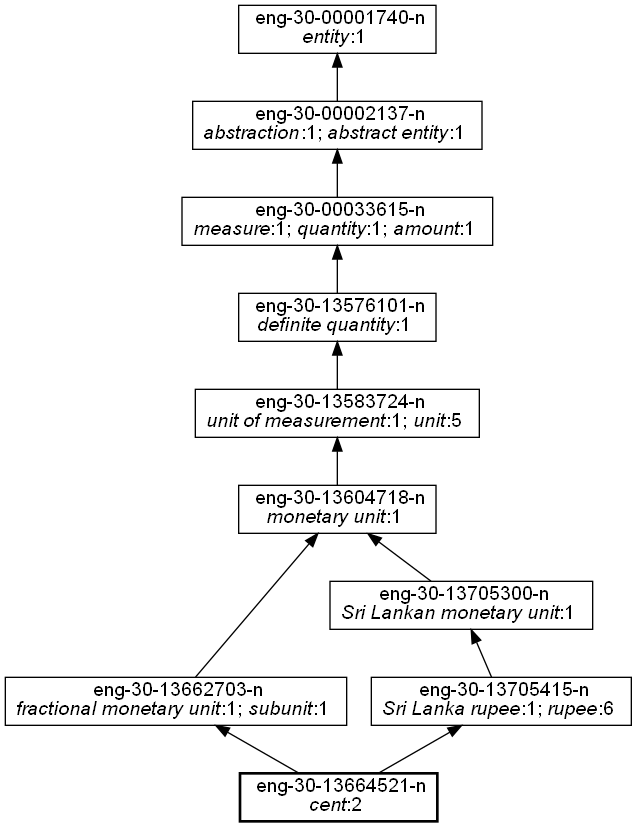 eng-30-00001740-n
entity:1
eng-30-00002137-n
abstraction:1; abstract entity:1
eng-30-00033615-n
measure:1; quantity:1; amount:1
eng-30-13576101-n
definite quantity:1
eng-30-13583724-n
unit of measurement:1; unit:5
eng-30-13604718-n
monetary unit:1
eng-30-13705300-n
Sri Lankan monetary unit:1
eng-30-13662703-n
fractional monetary unit:1; subunit:1
eng-30-13705415-n
Sri Lanka rupee:1; rupee:6
eng-30-13664521-n
cent:2